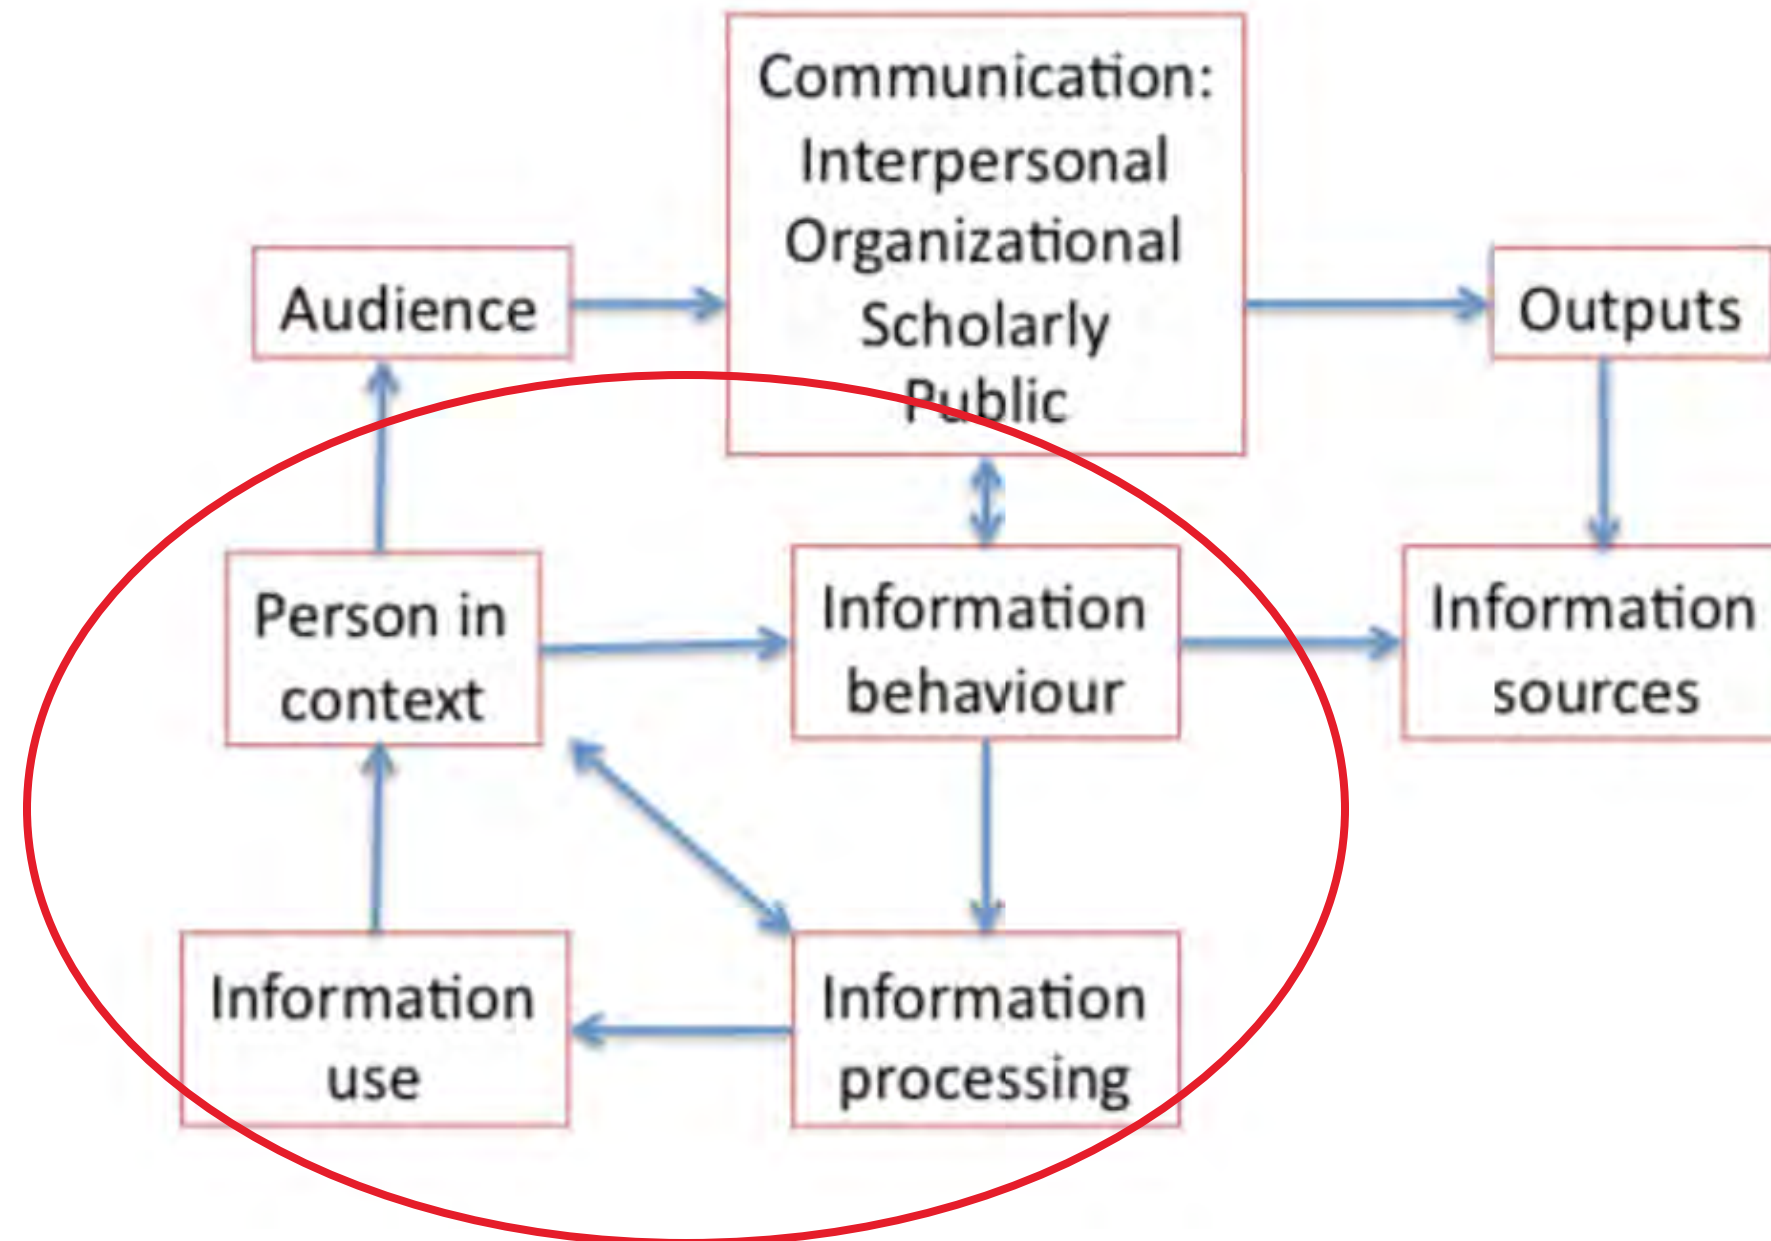 Communication:
Interpersonal
Organizational
Scholarly
Public
Audience
Outputs
Person in
context
Information
behaviour
Information
sources
Information
use
Information
processing